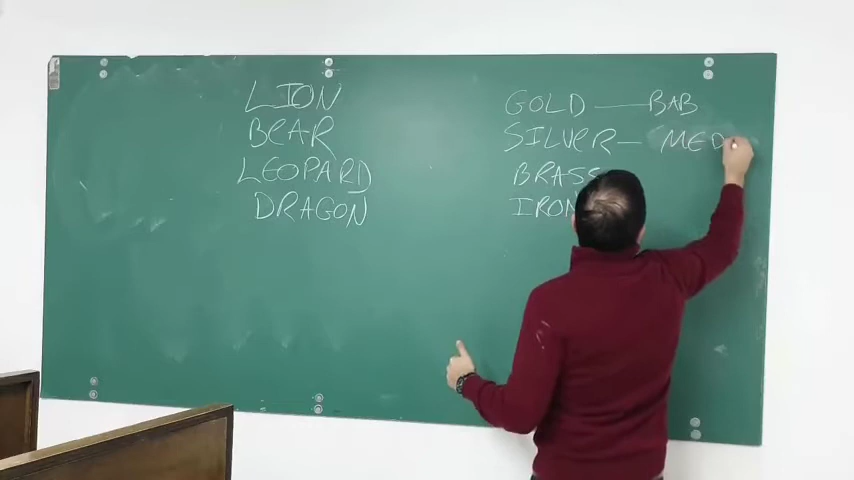 LION
BEAR
LEOPARD
DRAGON
GOLD — BAB
SILVER — MED
BRASS
IRON